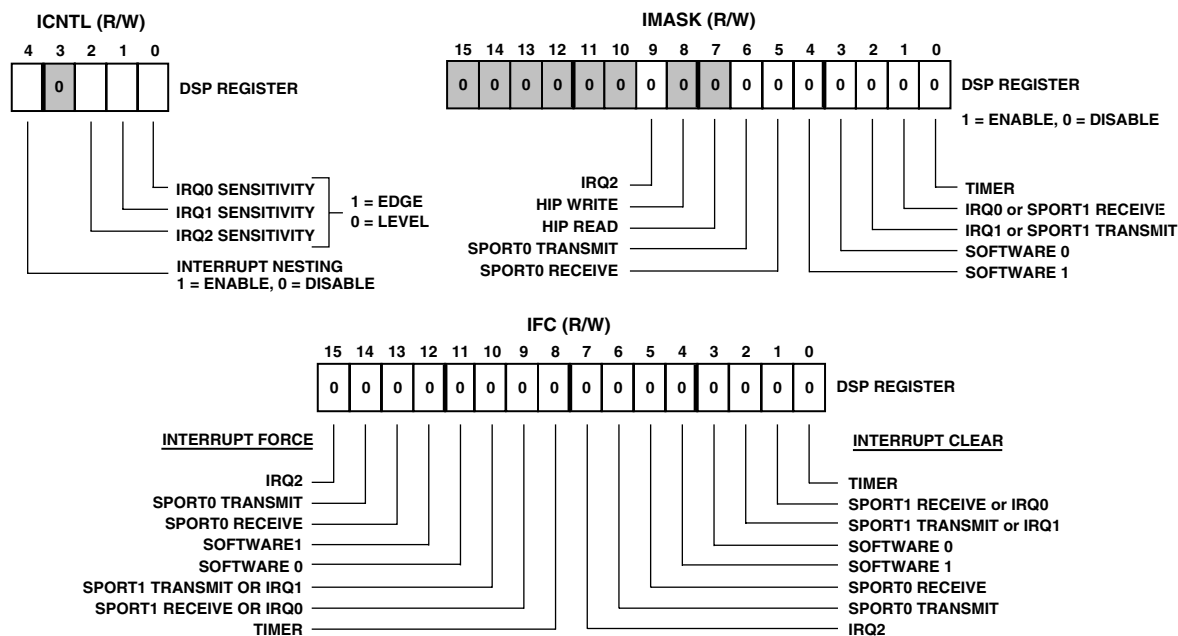 ICNTL (R/W)
4 3 2 1 0
0
DSP REGISTER
IRQ0 SENSITIVITY
IRQ1 SENSITIVITY
IRQ2 SENSITIVITY
1 = EDGE
0 = LEVEL
INTERRUPT NESTING
1 = ENABLE, 0 = DISABLE
IMASK (R/W)
15 14 13 12 11 10 9 8 7 6 5 4 3 2 1 0
0 0 0 0 0 0 0 0 0 0 0 0 0 0 0 0
DSP REGISTER
1 = ENABLE, 0 = DISABLE
IRQ2
HIP WRITE
HIP READ
SPORT0 TRANSMIT
SPORT0 RECEIVE
TIMER
IRQ0 or SPORT1 RECEIVE
IRQ1 or SPORT1 TRANSMIT
SOFTWARE 0
SOFTWARE 1
IFC (R/W)
15 14 13 12 11 10 9 8 7 6 5 4 3 2 1 0
0 0 0 0 0 0 0 0 0 0 0 0 0 0 0 0
DSP REGISTER
INTERRUPT FORCE
IRQ2
SPORT0 TRANSMIT
SPORT0 RECEIVE
SOFTWARE1
SOFTWARE 0
SPORT1 TRANSMIT OR IRQ1
SPORT1 RECEIVE OR IRQ0
TIMER
INTERRUPT CLEAR
TIMER
SPORT1 RECEIVE or IRQ0
SPORT1 TRANSMIT or IRQ1
SOFTWARE 0
SOFTWARE 1
SPORT0 RECEIVE
SPORT0 TRANSMIT
IRQ2